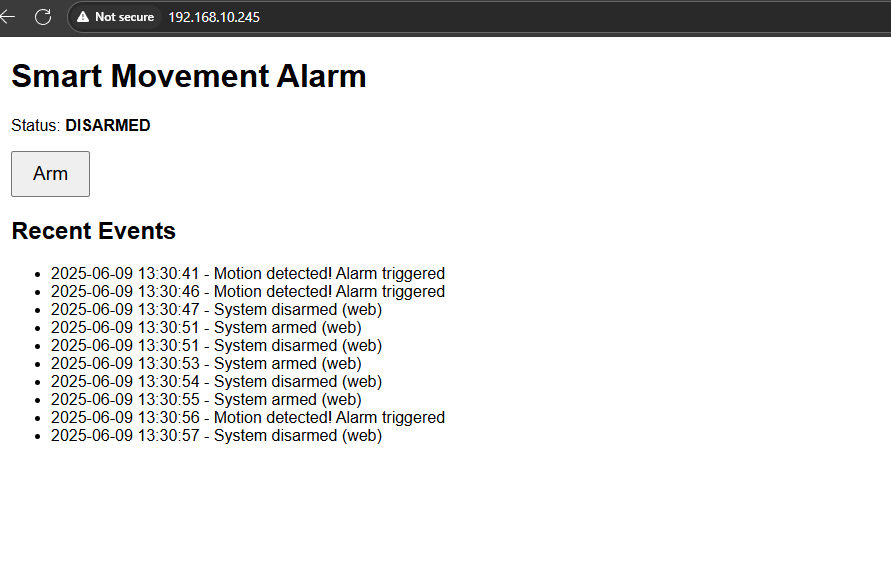 Not secure 192.168.10.245
Smart Movement Alarm
Status: DISARMED
Arm
Recent Events
2025-06-09 13:30:41 - Motion detected! Alarm triggered
2025-06-09 13:30:46 - Motion detected! Alarm triggered
2025-06-09 13:30:47 - System disarmed (web)
2025-06-09 13:30:51 - System armed (web)
2025-06-09 13:30:51 - System disarmed (web)
2025-06-09 13:30:53 - System armed (web)
2025-06-09 13:30:54 - System disarmed (web)
2025-06-09 13:30:55 - System armed (web)
2025-06-09 13:30:56 - Motion detected! Alarm triggered
2025-06-09 13:30:57 - System disarmed (web)